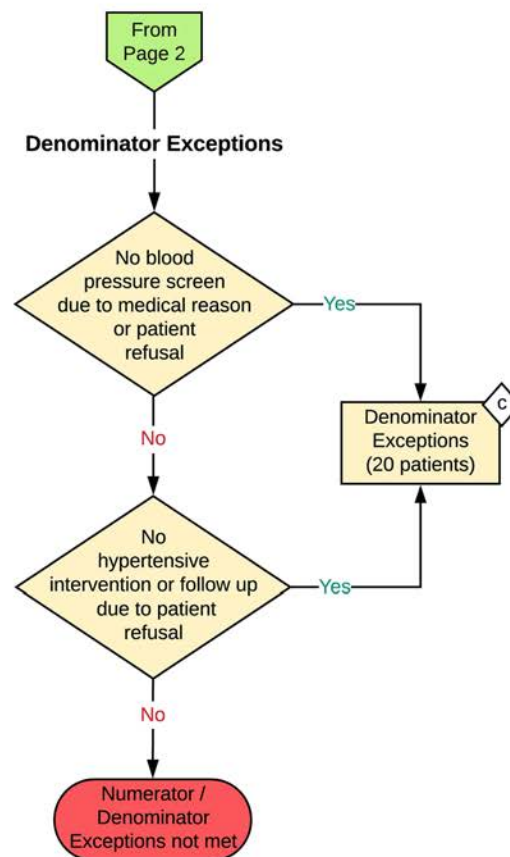 From
Page 2
Denominator Exceptions
No blood
pressure screen
due to medical reason
or patient
refusal
Yes
c
Denominator
Exceptions
(20 patients)
No
No
hypertensive
intervention or follow up
due to patient
refusal
Yes
No
Numerator /
Denominator
Exceptions not met